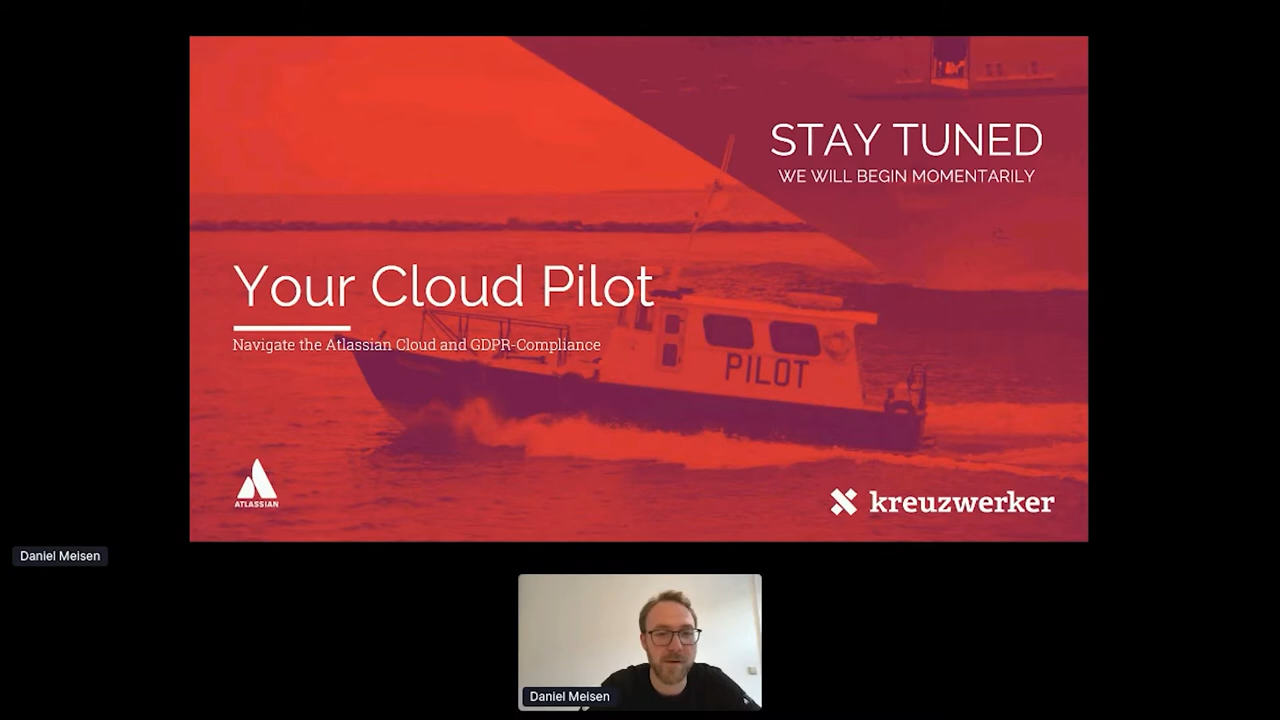 STAY TUNED
WE WILL BEGIN MOMENTARILY
Your Cloud Pilot
Navigate the Atlassian Cloud and GDPR-Compliance
PILOT
ATLASSIAN
kreuzwerker
Daniel Meisen
Daniel Meisen